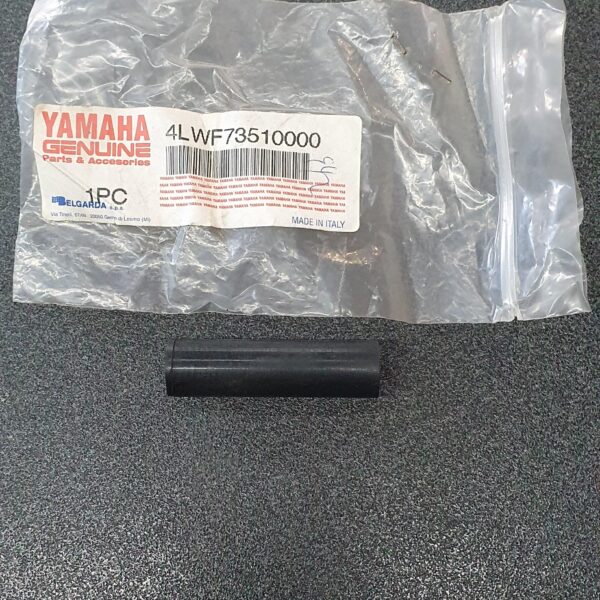 YAMAHA
GENUINE
Parts & Accesories
4LWF73510000
1PC
BELGARDA s.p.a.
MADE IN ITALY